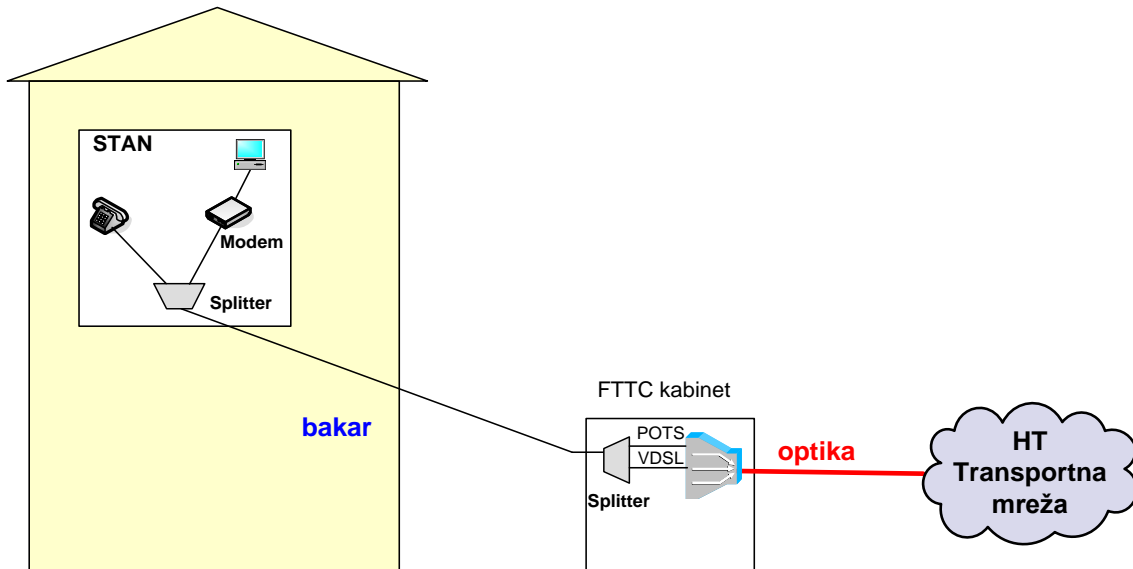 STAN
Modem
Splitter
bakar
FTTC kabinet
POTS
VDSL
Splitter
optika
HT
Transportna
mreža